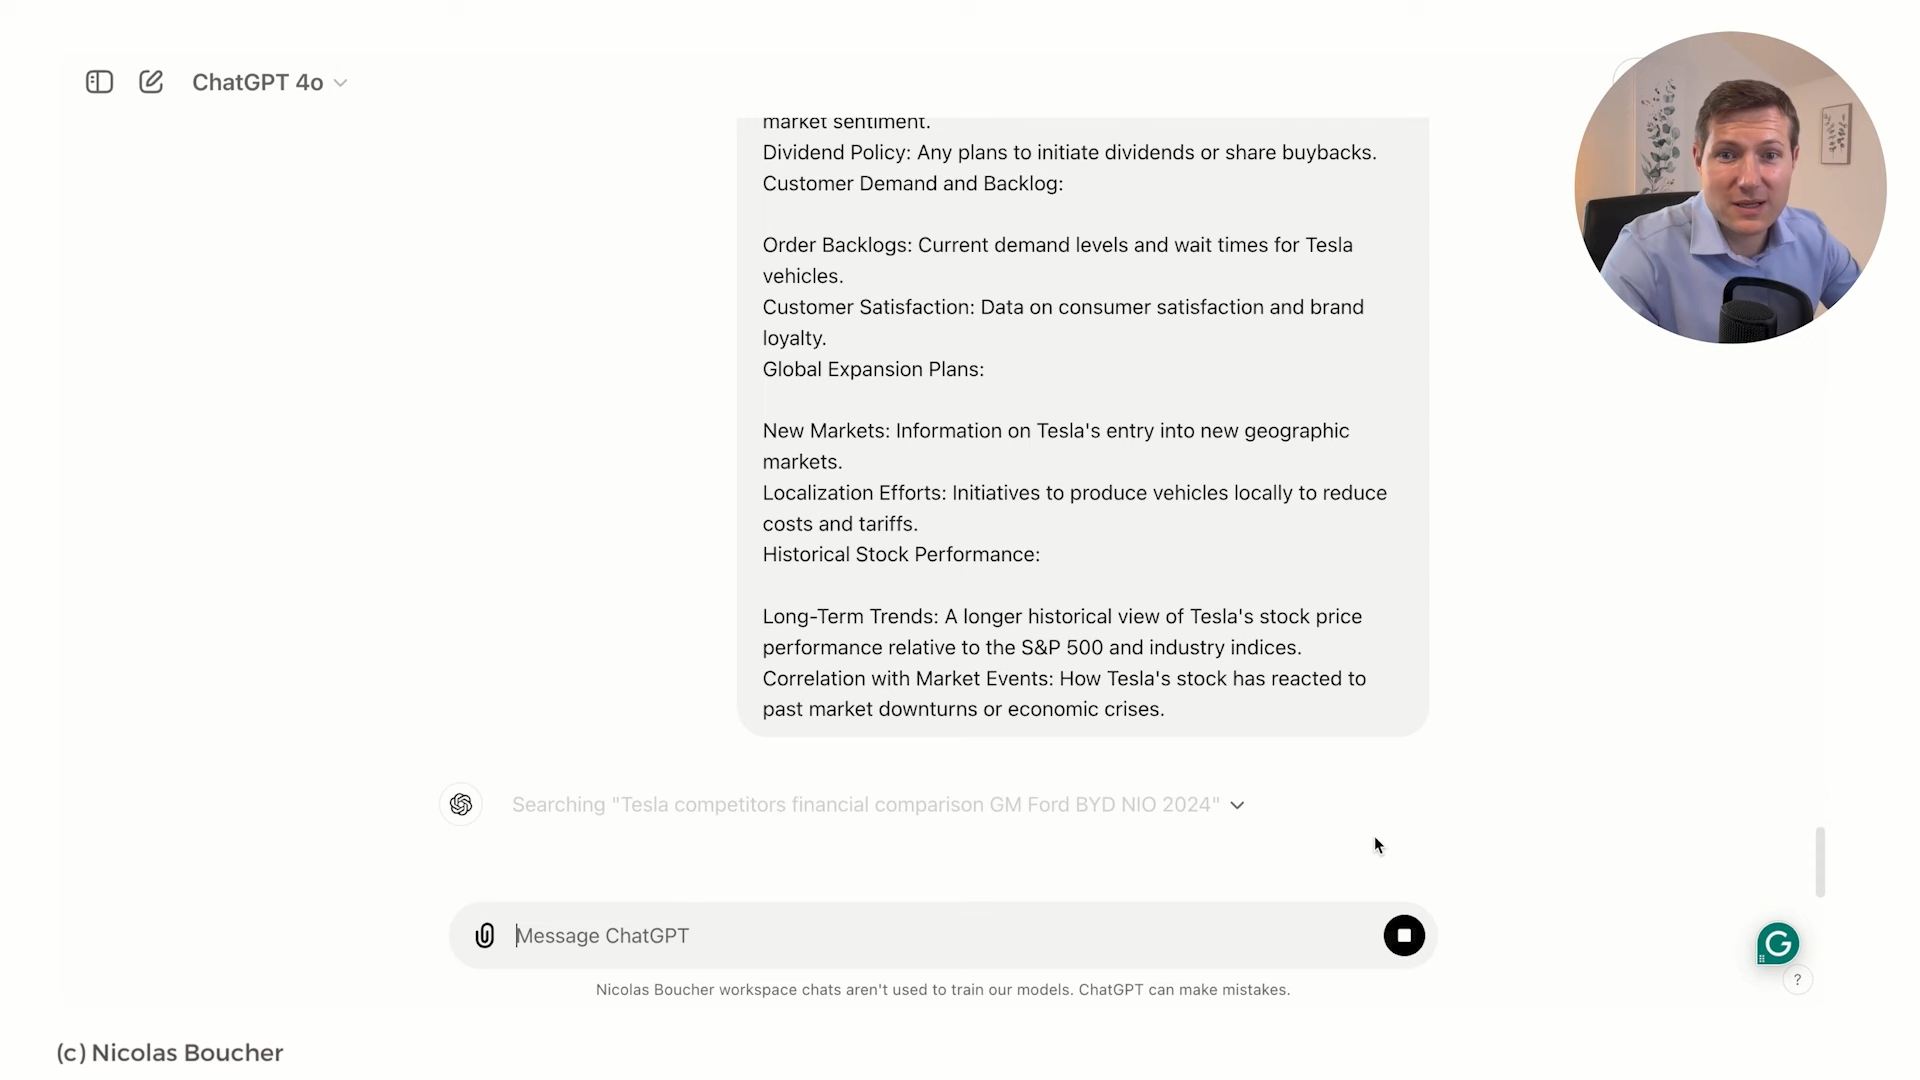 ChatGPT 4o
market sentiment.
Dividend Policy: Any plans to initiate dividends or share buybacks.
Customer Demand and Backlog:
Order Backlogs: Current demand levels and wait times for Tesla
vehicles.
Customer Satisfaction: Data on consumer satisfaction and brand
loyalty.
Global Expansion Plans:
New Markets: Information on Tesla's entry into new geographic
markets.
Localization Efforts: Initiatives to produce vehicles locally to reduce
costs and tariffs.
Historical Stock Performance:
Long-Term Trends: A longer historical view of Tesla's stock price
performance relative to the S&P 500 and industry indices.
Correlation with Market Events: How Tesla's stock has reacted to
past market downturns or economic crises.
Searching "Tesla competitors financial comparison GM Ford BYD NIO 2024"
Message ChatGPT
G
?
Nicolas Boucher workspace chats aren't used to train our models. ChatGPT can make mistakes.
(c) Nicolas Boucher